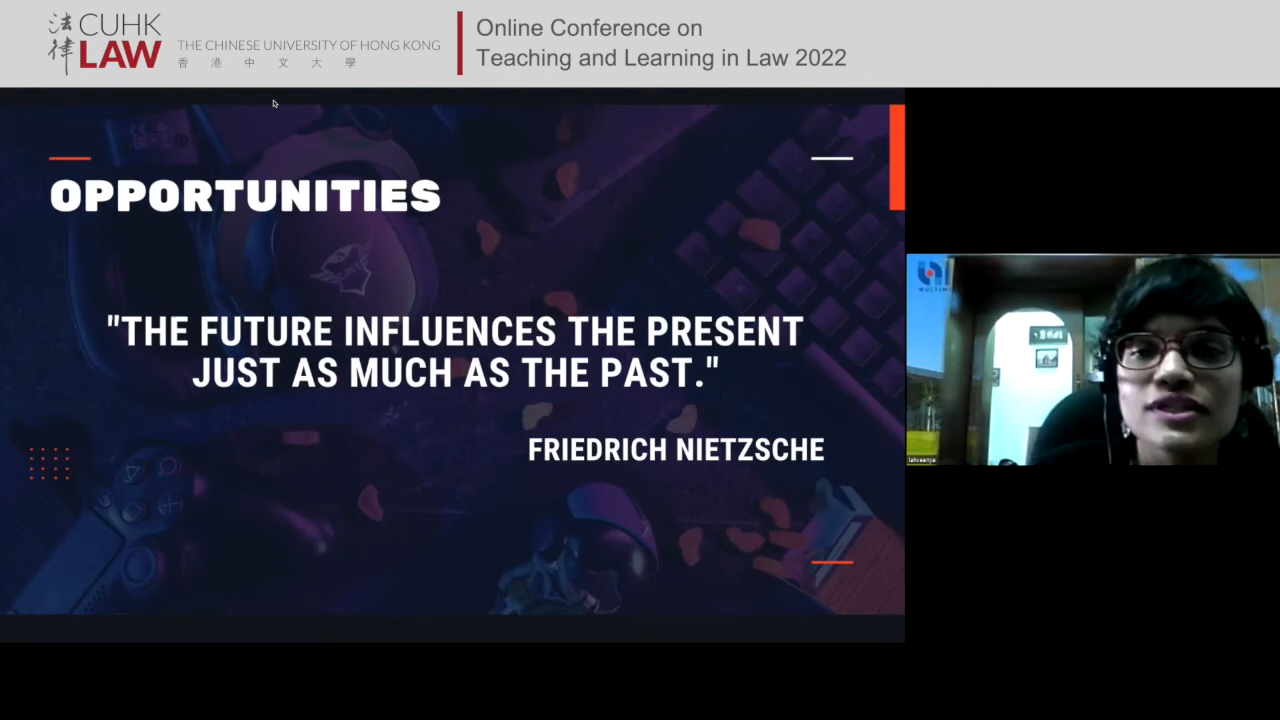 法律
CUHK
LAW
THE CHINESE UNIVERSITY OF HONG KONG
香港中文大學
Online Conference on
Teaching and Learning in Law 2022
OPPORTUNITIES
"THE FUTURE INFLUENCES THE PRESENT
JUST AS MUCH AS THE PAST."
FRIEDRICH NIETZSCHE
lahveenya